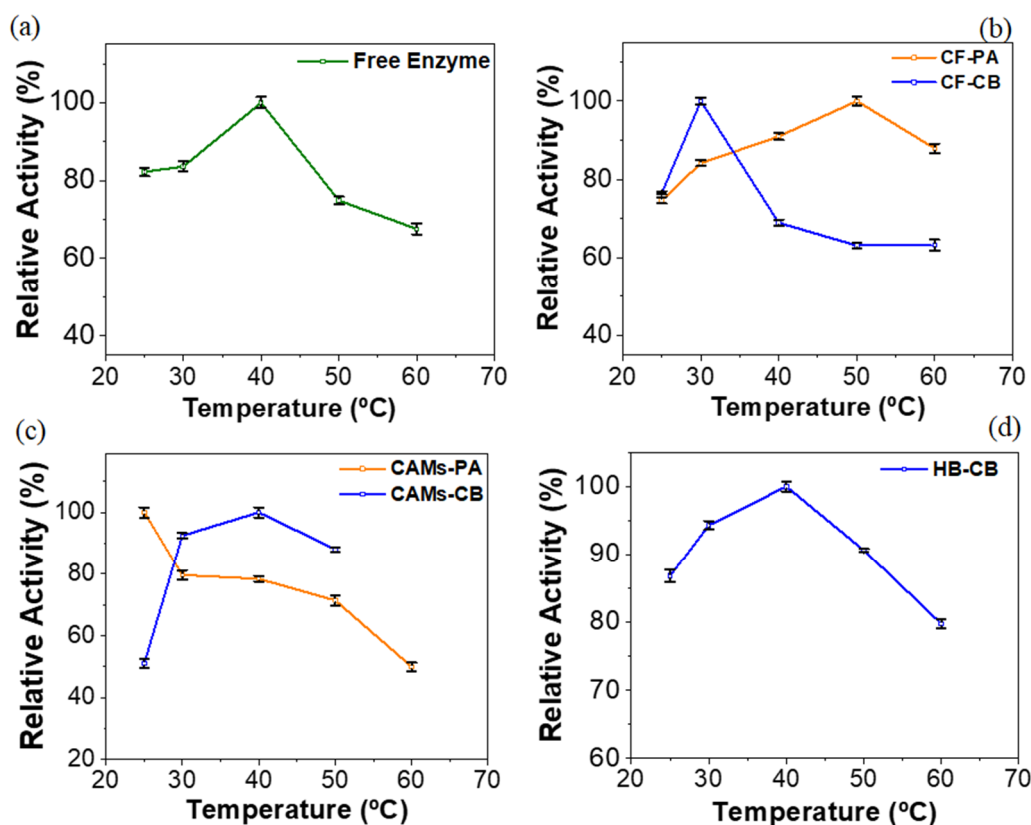 (a)
Free Enzyme
Relative Activity (%)
100
80
60
40
20 30 40 50 60 70
Temperature (ºC)
(b)
CF-PA
CF-CB
Relative Activity (%)
100
80
60
40
20 30 40 50 60 70
Temperature (ºC)
(c)
CAMs-PA
CAMs-CB
Relative Activity (%)
100
80
60
40
20
20 30 40 50 60 70
Temperature (ºC)
(d)
HB-CB
Relative Activity (%)
100
90
80
70
60
20 30 40 50 60 70
Temperature (ºC)